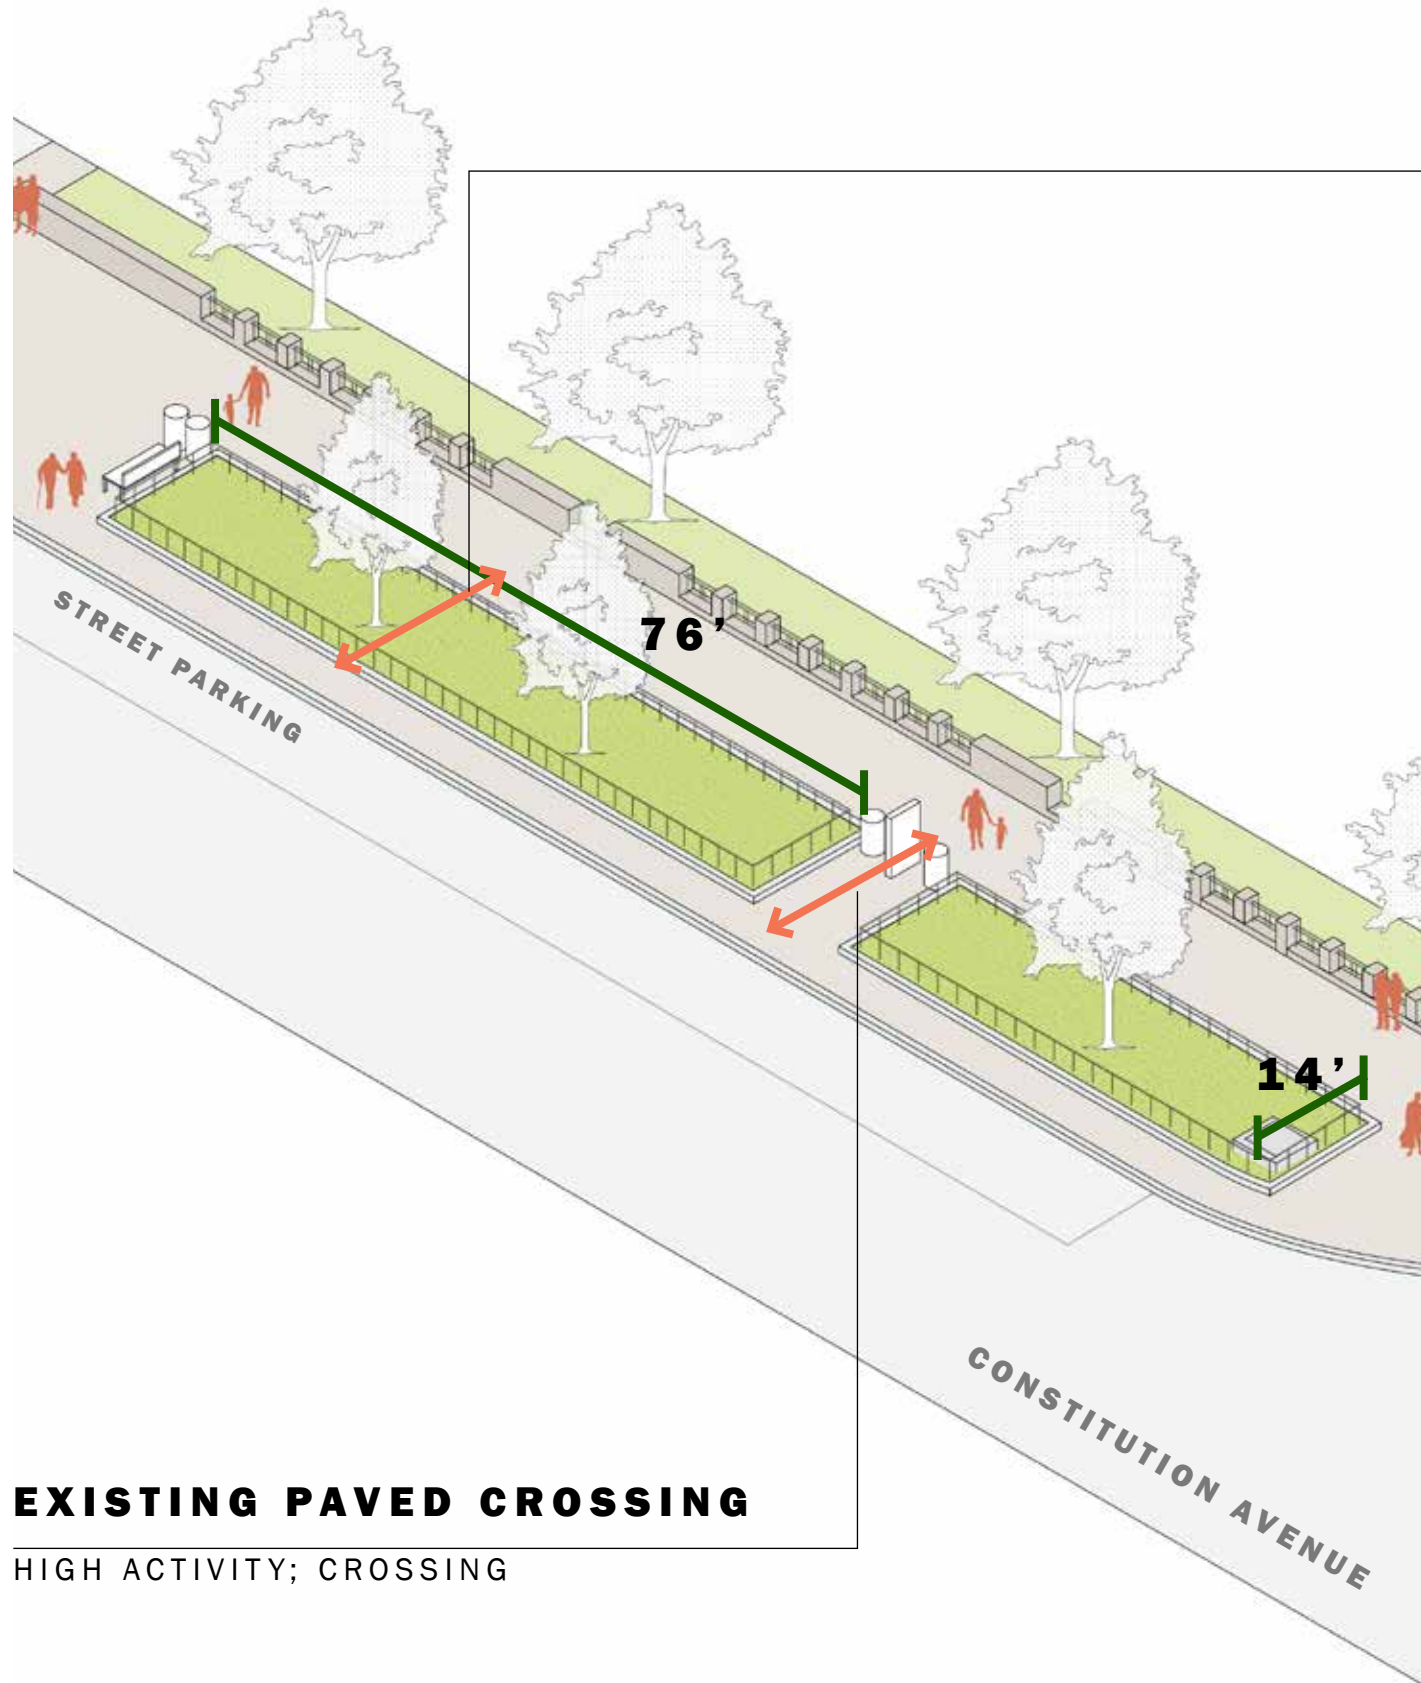 76’
STREET PARKING
14’
CONSTITUTION AVENUE
EXISTING PAVED CROSSING
HIGH ACTIVITY; CROSSING